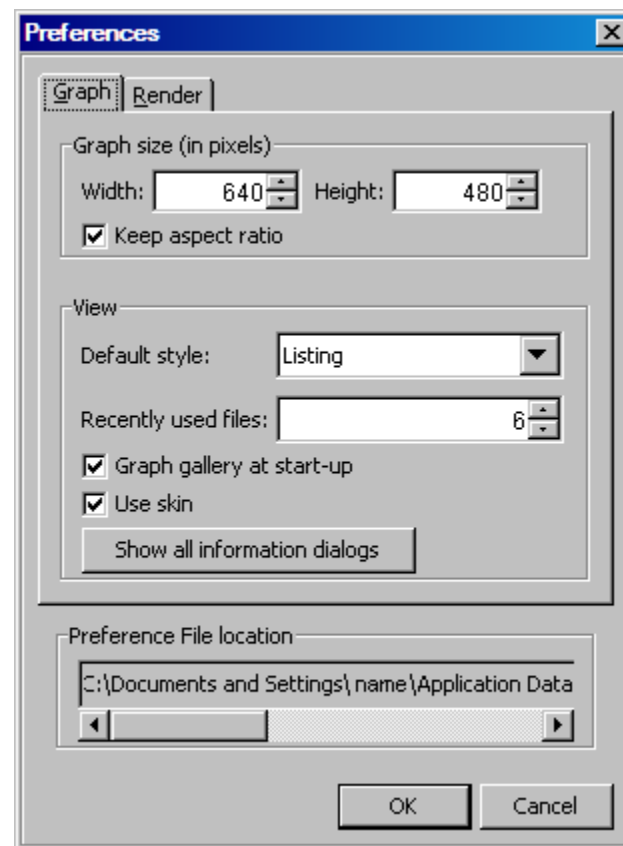 Preferences
Graph Render
Graph size (in pixels)
Width: 640 Height: 480
Keep aspect ratio
View
Default style: Listing
Recently used files: 6
Graph gallery at start-up
Use skin
Show all information dialogs
Preference File location
C:\Documents and Settings\name\Application Data
OK Cancel